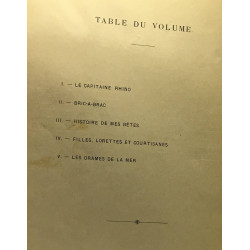 TABLE DU VOLUME
I. — LE CAPITAINE RHINO
II. — BRIC-A-BRAC
III. — HISTOIRE DE MES BÊTES
IV. — FILLES, LORETTES ET COURTISANES
V. — LES DRAMES DE LA MER